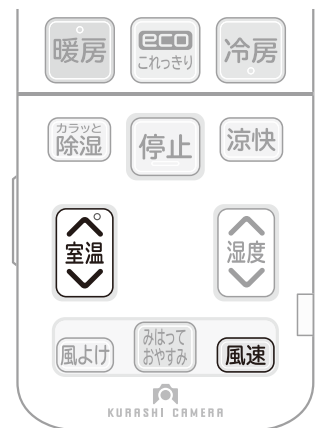 暖房
eco
これっきり
冷房
カラッと
除湿
停止
涼快
室温
湿度
風よけ
みはって
おやすみ
風速
KURASHI CAMERA